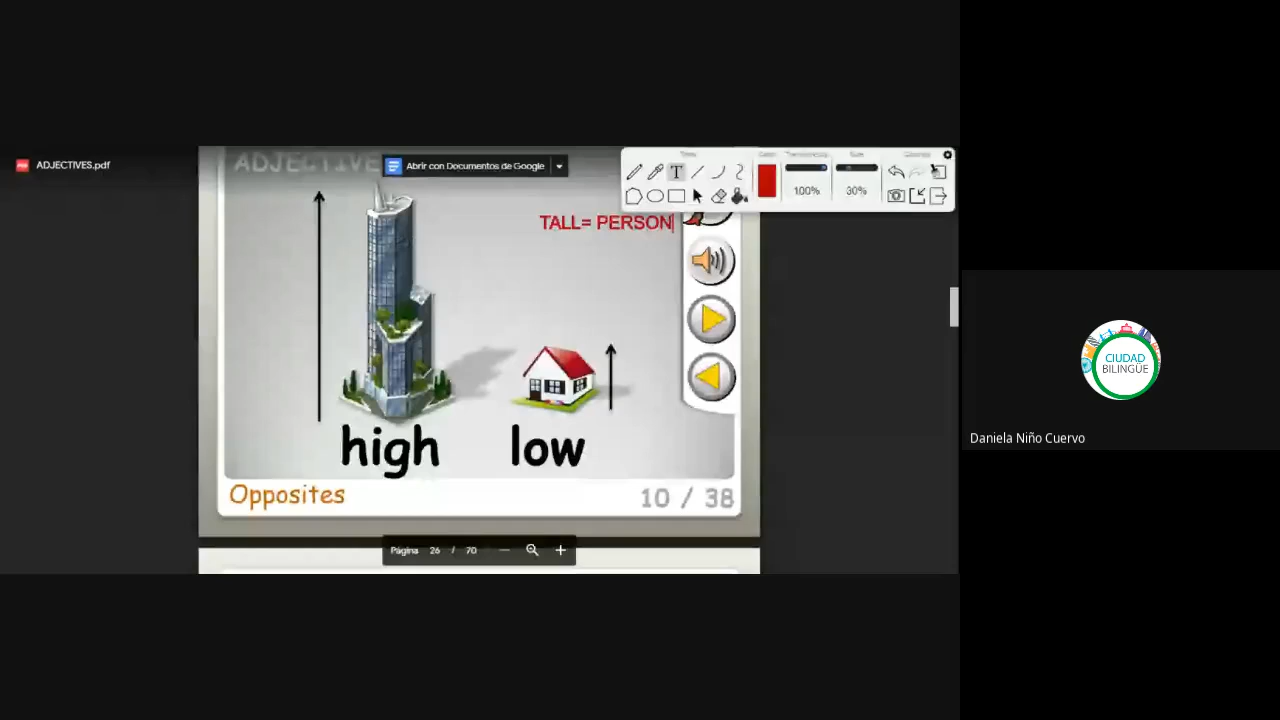 ADJECTIVES.pdf
ADJECTIVE
Abrir con Documentos de Google
100%
30%
TALL= PERSON
high
low
Opposites
10 / 38
Página 26 / 70
CIUDAD
BILINGÜE
Daniela Niño Cuervo